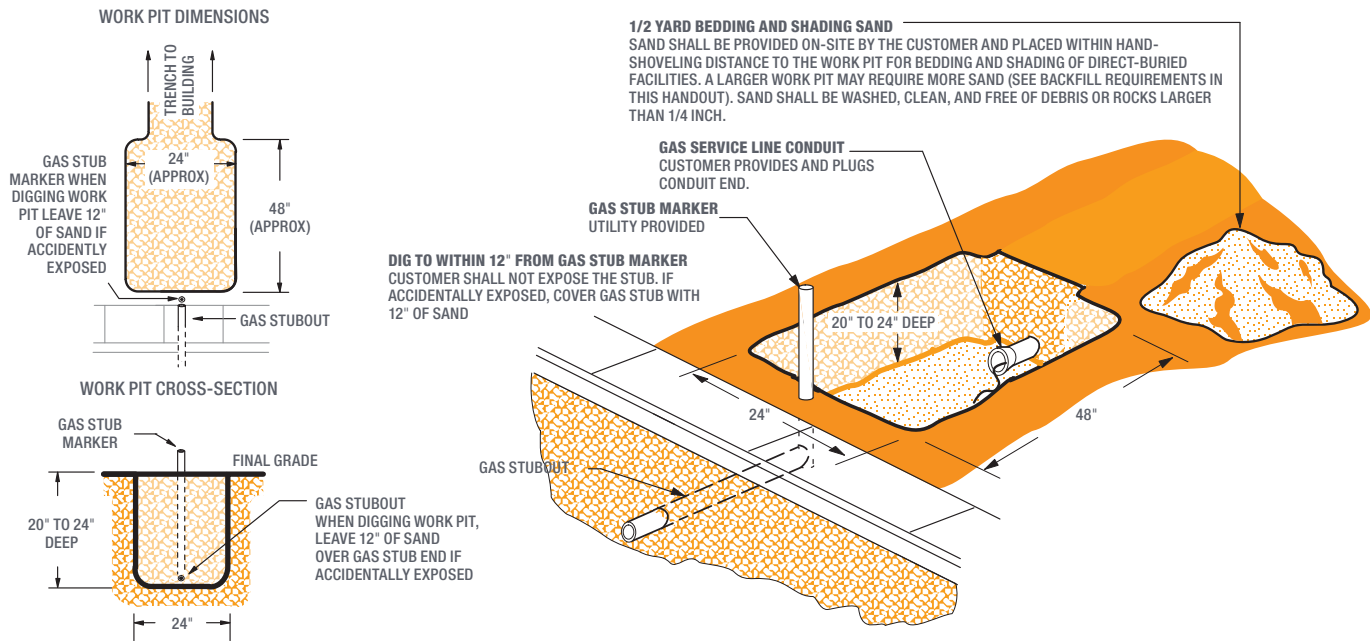 WORK PIT DIMENSIONS
TRENCH TO
BUILDING
GAS STUB
MARKER WHEN
DIGGING WORK
PIT LEAVE 12"
OF SAND IF
ACCIDENTLY
EXPOSED
24"
(APPROX)
48"
(APPROX)
GAS STUBOUT
WORK PIT CROSS-SECTION
GAS STUB
MARKER
FINAL GRADE
20" TO 24"
DEEP
GAS STUBOUT
WHEN DIGGING WORK PIT,
LEAVE 12" OF SAND
OVER GAS STUB END IF
ACCIDENTALLY EXPOSED
24"
1/2 YARD BEDDING AND SHADING SAND
SAND SHALL BE PROVIDED ON-SITE BY THE CUSTOMER AND PLACED WITHIN HAND-
SHOVELING DISTANCE TO THE WORK PIT FOR BEDDING AND SHADING OF DIRECT-BURIED
FACILITIES. A LARGER WORK PIT MAY REQUIRE MORE SAND (SEE BACKFILL REQUIREMENTS IN
THIS HANDOUT). SAND SHALL BE WASHED, CLEAN, AND FREE OF DEBRIS OR ROCKS LARGER
THAN 1/4 INCH.
GAS SERVICE LINE CONDUIT
CUSTOMER PROVIDES AND PLUGS
CONDUIT END.
GAS STUB MARKER
UTILITY PROVIDED
DIG TO WITHIN 12" FROM GAS STUB MARKER
CUSTOMER SHALL NOT EXPOSE THE STUB. IF
ACCIDENTALLY EXPOSED, COVER GAS STUB WITH
12" OF SAND
20" TO 24" DEEP
24"
48"
GAS STUBOUT